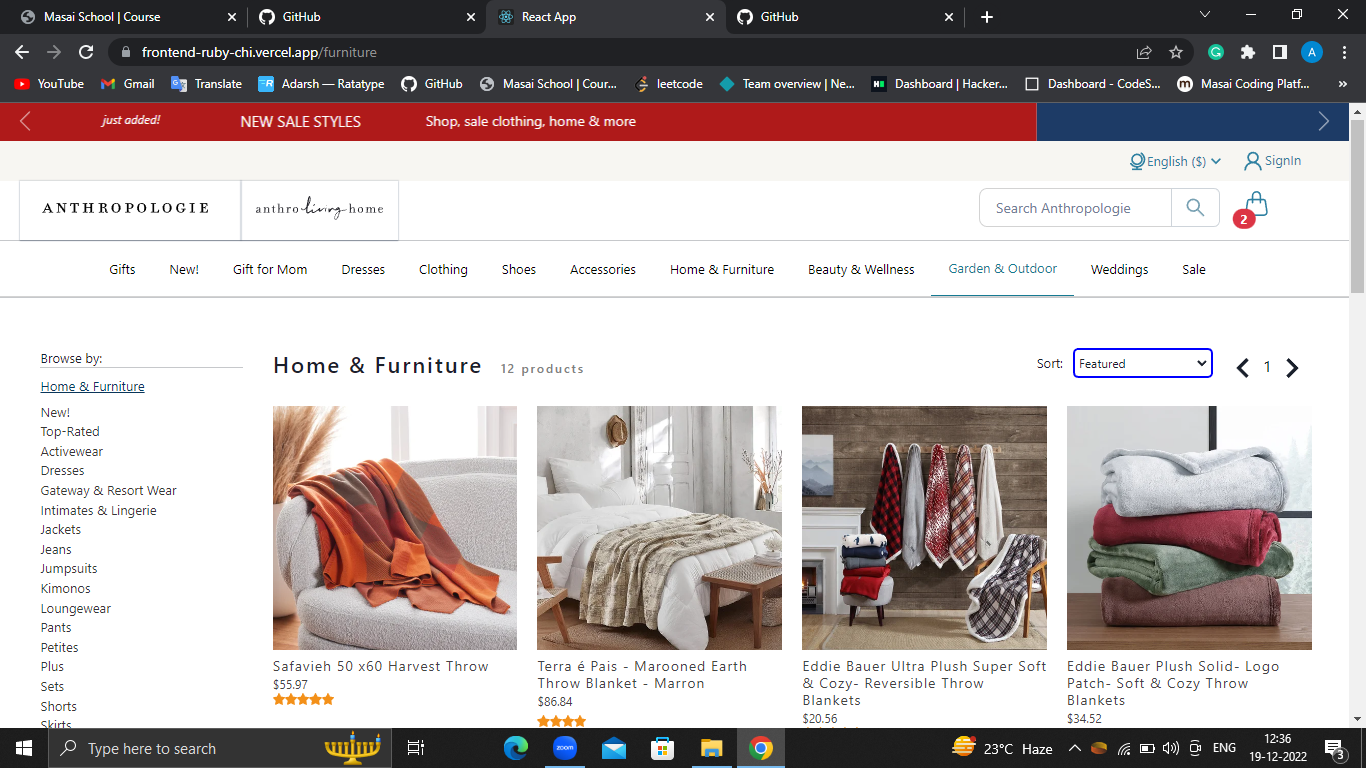 Masai School | Course
GitHub
React App
GitHub
frontend-ruby-chi.vercel.app/furniture
A
YouTube
Gmail
Translate
Adarsh — Ratatype
GitHub
Masai School | Cour...
leetcode
Team overview | Ne...
Dashboard | Hacker...
Dashboard - CodeS...
Masai Coding Platf...
»
just added!
NEW SALE STYLES
Shop, sale clothing, home & more
English ($)
SignIn
ANTHROPOLOGIE
anthro living home
Search Anthropologie
2
Gifts
New!
Gift for Mom
Dresses
Clothing
Shoes
Accessories
Home & Furniture
Beauty & Wellness
Garden & Outdoor
Weddings
Sale
Browse by:
Home & Furniture
New!
Top-Rated
Activewear
Dresses
Gateway & Resort Wear
Intimates & Lingerie
Jackets
Jeans
Jumpsuits
Kimonos
Loungewear
Pants
Petites
Plus
Sets
Shorts
Skirts
Home & Furniture
12 products
Sort:
Featured
1
Safavieh 50 x60 Harvest Throw
$55.97
Terra é Pais - Marooned Earth
Throw Blanket - Marron
$86.84
Eddie Bauer Ultra Plush Super Soft
& Cozy- Reversible Throw
Blankets
$20.56
Eddie Bauer Plush Solid- Logo
Patch- Soft & Cozy Throw
Blankets
$34.52
Type here to search
zoom
23°C Haze
ENG
12:36
19-12-2022
3